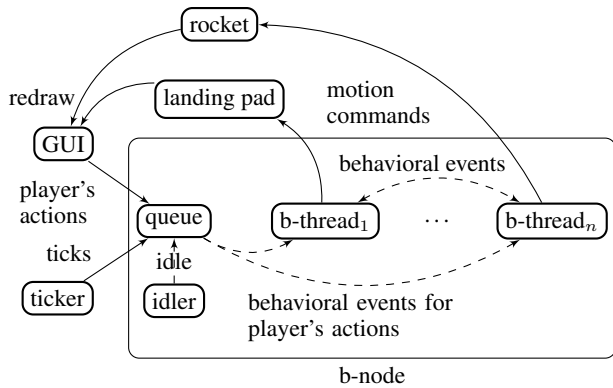 rocket
redraw
landing pad
motion
commands
GUI
behavioral events
player's
actions
queue
b-thread₁
· · ·
b-threadₙ
ticks
idle
ticker
idler
behavioral events for
player's actions
b-node